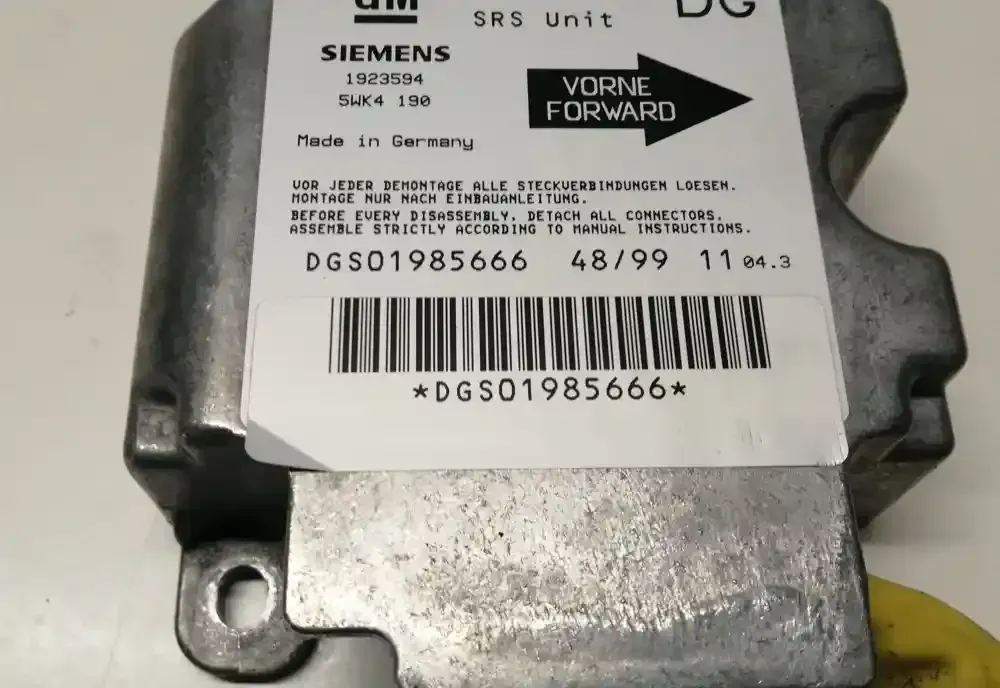 GM
SRS Unit
DG
SIEMENS
1923594
5WK4 190
VORNE
FORWARD
Made in Germany
VOR JEDER DEMONTAGE ALLE STECKVERBINDUNGEN LOESEN.
MONTAGE NUR NACH EINBAUANLEITUNG.
BEFORE EVERY DISASSEMBLY, DETACH ALL CONNECTORS.
ASSEMBLE STRICTLY ACCORDING TO MANUAL INSTRUCTIONS.
DGS01985666 48/99 11 04.3
*DGS01985666*